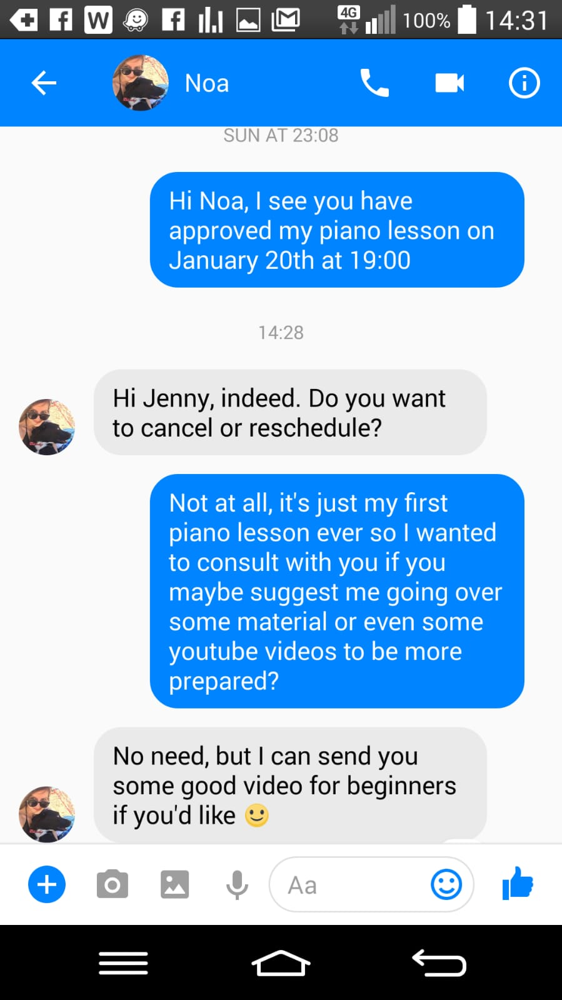 W 4G 100% 14:31
Noa
SUN AT 23:08
Hi Noa, I see you have
approved my piano lesson on
January 20th at 19:00
14:28
Hi Jenny, indeed. Do you want
to cancel or reschedule?
Not at all, it's just my first
piano lesson ever so I wanted
to consult with you if you
maybe suggest me going over
some material or even some
youtube videos to be more
prepared?
No need, but I can send you
some good video for beginners
if you'd like 🙂
Aa